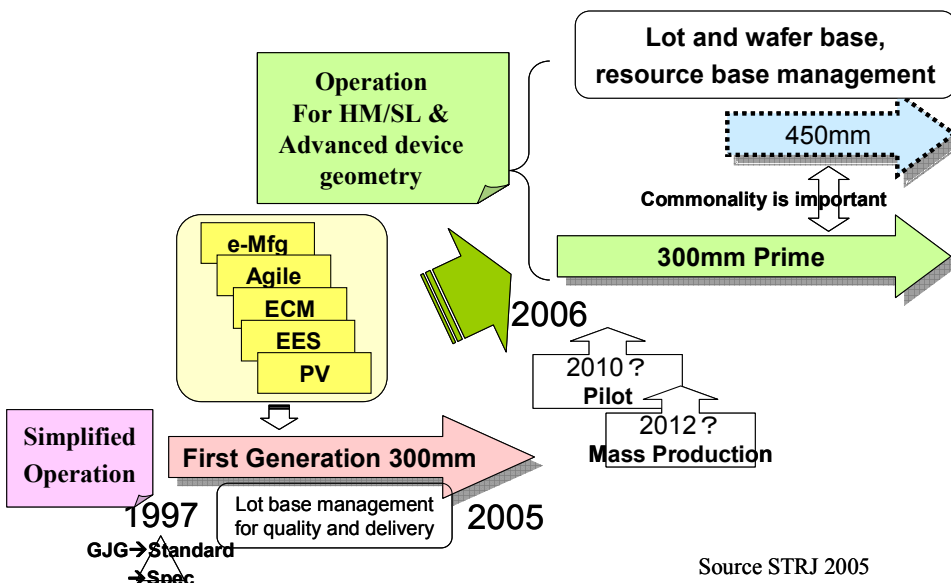 Lot and wafer base,
resource base management
Operation
For HM/SL &
Advanced device
geometry
450mm
Commonality is important
300mm Prime
e-Mfg
Agile
ECM
EES
PV
2006
2010？
Pilot
2012？
Mass Production
Simplified
Operation
First Generation 300mm
Lot base management
for quality and delivery
1997
2005
GJG→Standard
→Spec
Source STRJ 2005